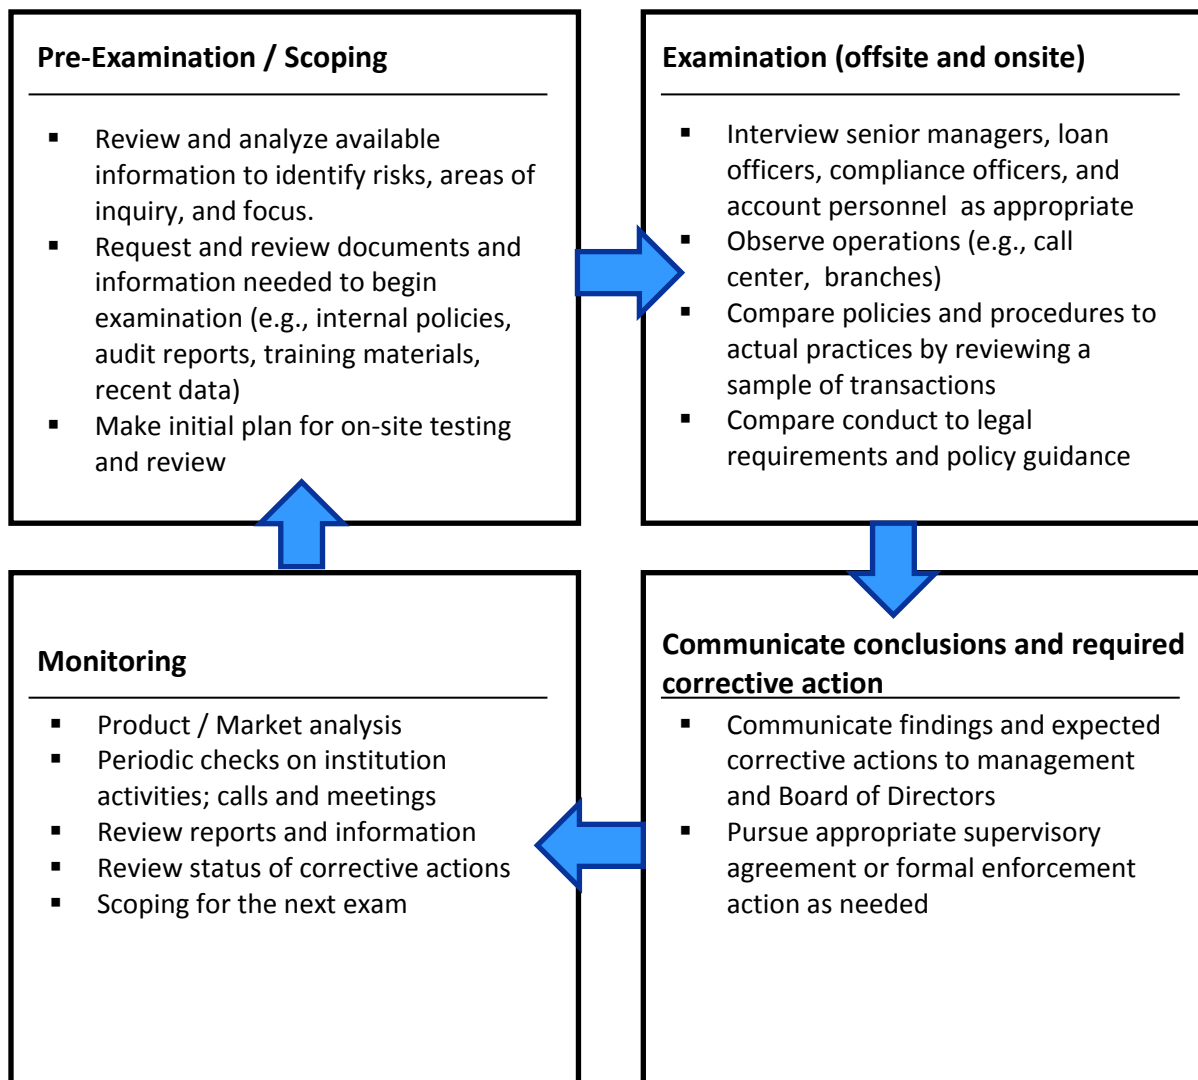 Pre-Examination / Scoping
▪ Review and analyze available
information to identify risks, areas of
inquiry, and focus.
▪ Request and review documents and
information needed to begin
examination (e.g., internal policies,
audit reports, training materials,
recent data)
▪ Make initial plan for on-site testing
and review
Examination (offsite and onsite)
▪ Interview senior managers, loan
officers, compliance officers, and
account personnel  as appropriate
▪ Observe operations (e.g., call
center,  branches)
▪ Compare policies and procedures to
actual practices by reviewing a
sample of transactions
▪ Compare conduct to legal
requirements and policy guidance
Communicate conclusions and required
corrective action
▪ Communicate findings and expected
corrective actions to management
and Board of Directors
▪ Pursue appropriate supervisory
agreement or formal enforcement
action as needed
Monitoring
▪ Product / Market analysis
▪ Periodic checks on institution
activities; calls and meetings
▪ Review reports and information
▪ Review status of corrective actions
▪ Scoping for the next exam